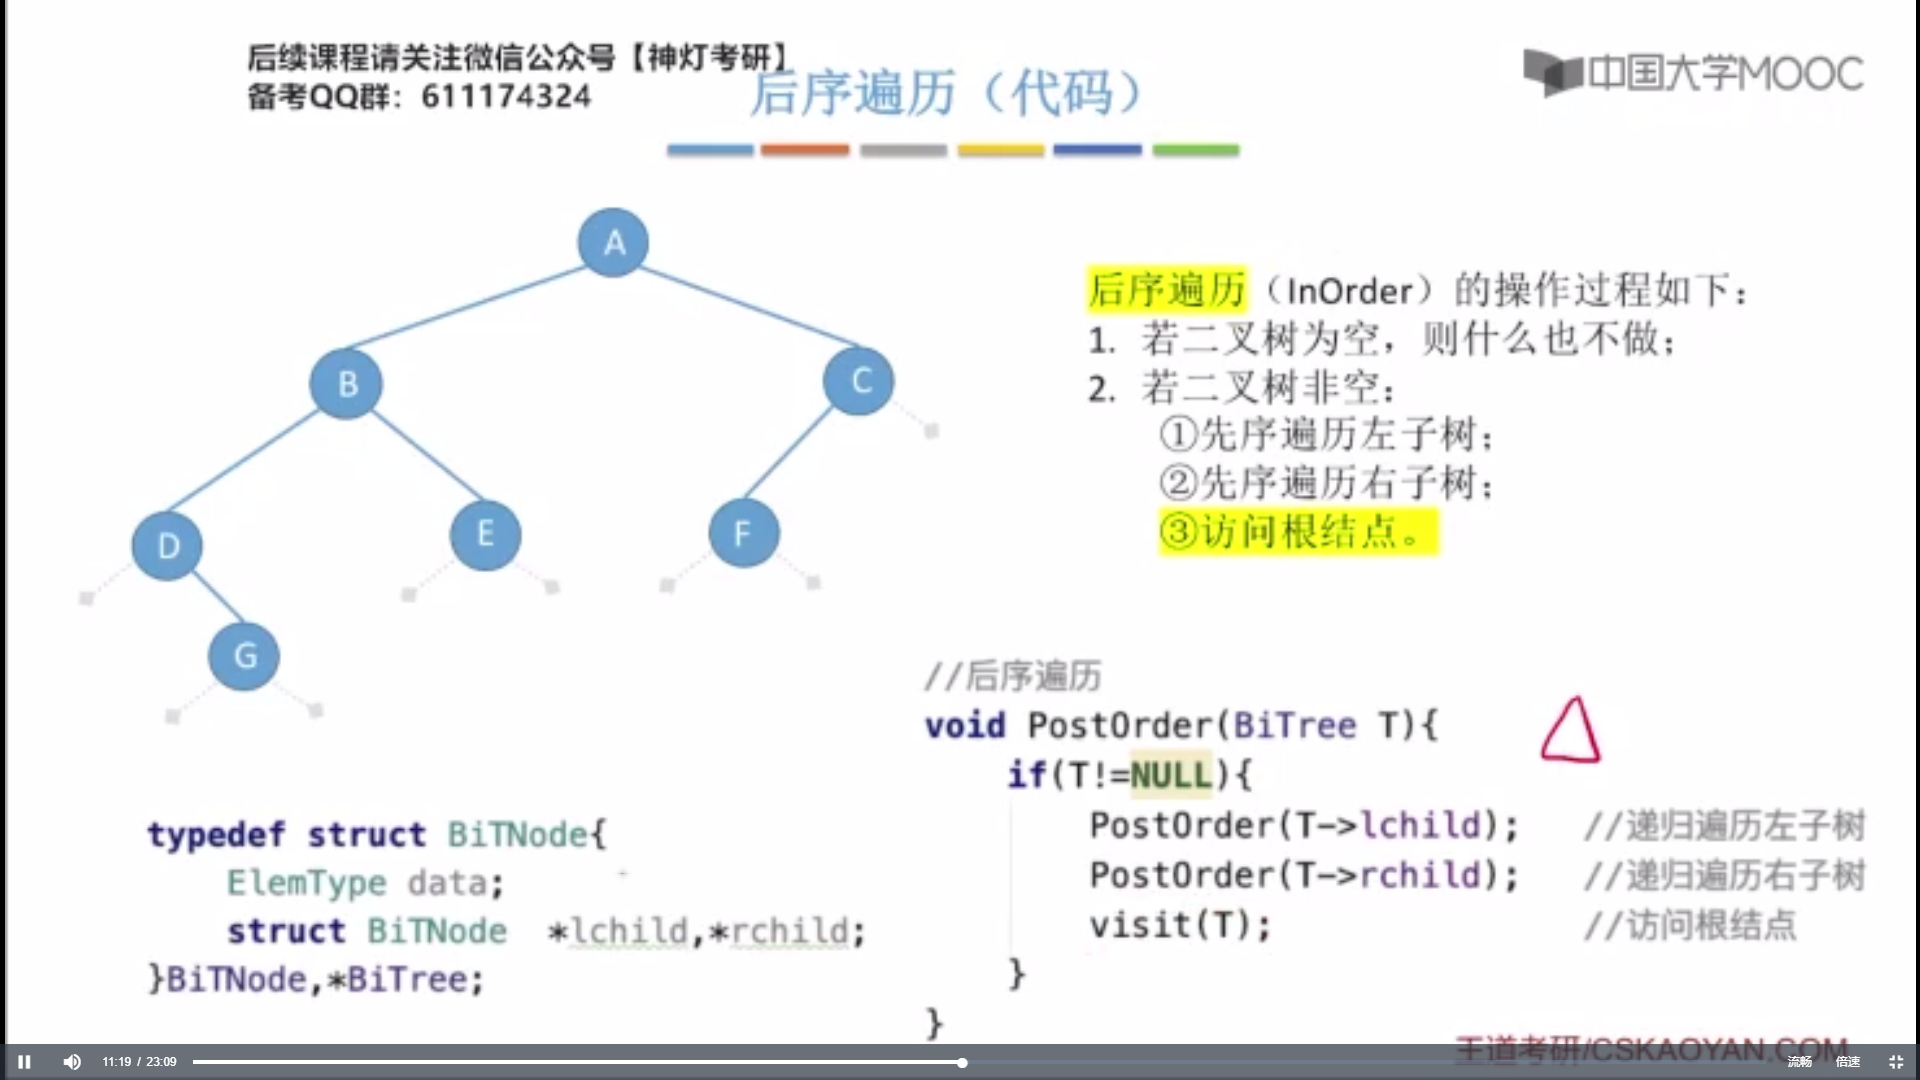 后续课程请关注微信公众号【神灯考研】
备考QQ群：611174324
后序遍历（代码）
中国大学MOOC
A
B
C
D
E
F
G
后序遍历（InOrder）的操作过程如下：
1. 若二叉树为空，则什么也不做；
2. 若二叉树非空：
①先序遍历左子树；
②先序遍历右子树；
③访问根结点。
typedef struct BiTNode{
ElemType data;
struct BiTNode *lchild,*rchild;
}BiTNode,*BiTree;
//后序遍历
void PostOrder(BiTree T){
if(T!=NULL){
PostOrder(T->lchild); //递归遍历左子树
PostOrder(T->rchild); //递归遍历右子树
visit(T); //访问根结点
}
}
王道考研/CSKAOYAN.COM
11:19 / 23:09
流畅 倍速